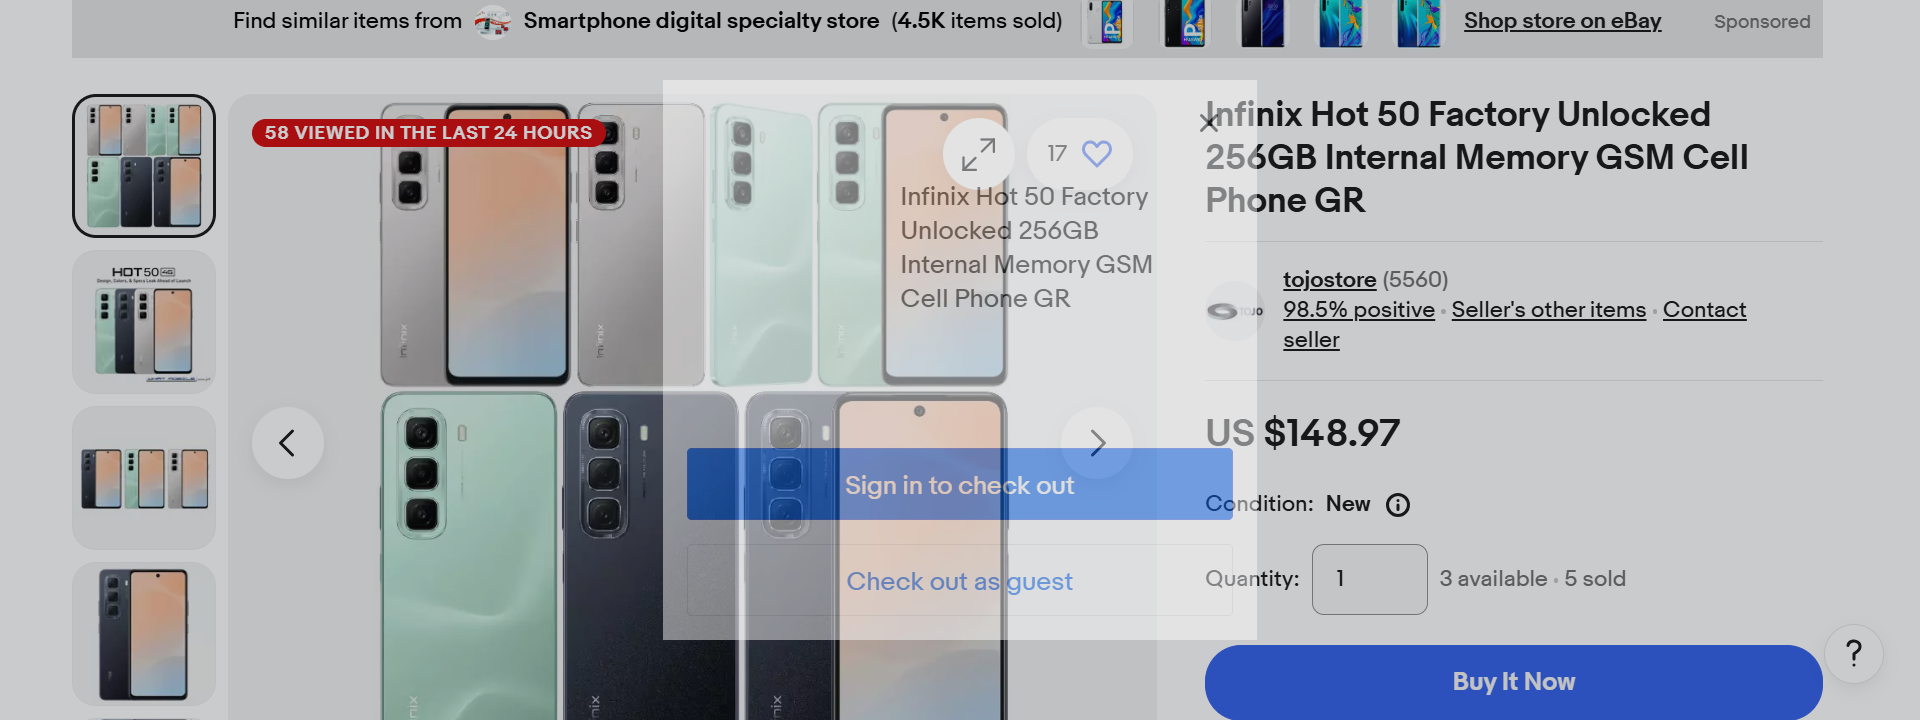 Find similar items from Smartphone digital specialty store (4.5K items sold) Shop store on eBay Sponsored
58 VIEWED IN THE LAST 24 HOURS
17
HOT 50 4G
Infinix Hot 50 Factory
Unlocked 256GB
Internal Memory GSM
Cell Phone GR
Sign in to check out
Check out as guest
Infinix
Infinix
Infinix Hot 50 Factory Unlocked
256GB Internal Memory GSM Cell
Phone GR
TOJO
tojostore (5560)
98.5% positive · Seller's other items · Contact
seller
US $148.97
Condition: New
Quantity: 1 3 available · 5 sold
Buy It Now
?